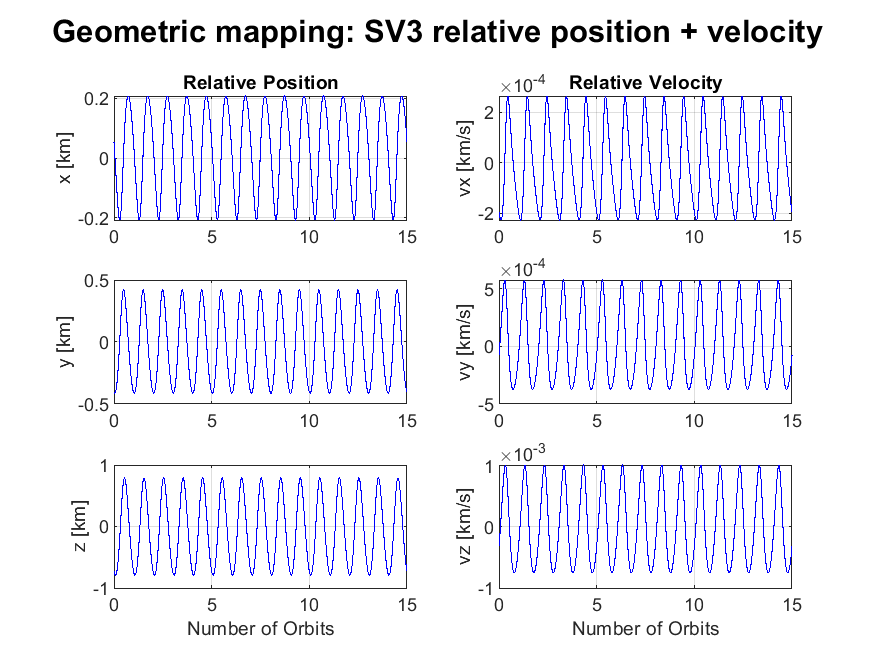 Geometric mapping: SV3 relative position + velocity
Relative Position
x [km]
0.2
0
-0.2
0 5 10 15
Relative Velocity
×10-4
vx [km/s]
2
0
-2
0 5 10 15
y [km]
0.5
0
-0.5
0 5 10 15
×10-4
vy [km/s]
5
0
-5
0 5 10 15
z [km]
1
0
-1
0 5 10 15
Number of Orbits
×10-3
vz [km/s]
1
0
-1
0 5 10 15
Number of Orbits